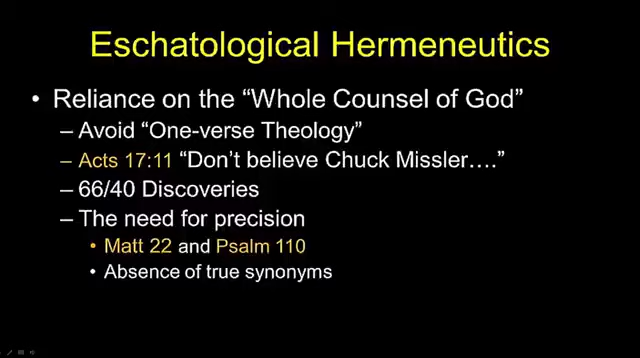 Eschatological Hermeneutics
• Reliance on the “Whole Counsel of God”
– Avoid “One-verse Theology”
– Acts 17:11 “Don’t believe Chuck Missler….”
– 66/40 Discoveries
– The need for precision
• Matt 22 and Psalm 110
• Absence of true synonyms